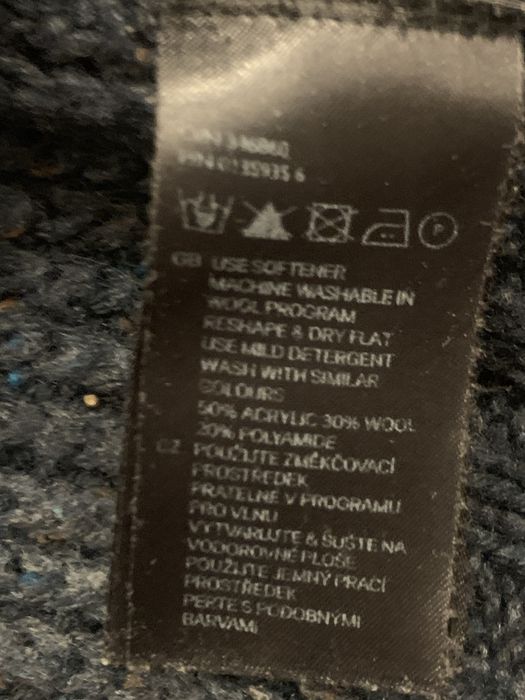 346862
GB USE SOFTENER
MACHINE WASHABLE IN
WOOL PROGRAM
RESHAPE & DRY FLAT
USE MILD DETERGENT
WASH WITH SIMILAR
COLOURS
50% ACRYLIC 30% WOOL
20% POLYAMIDE
CZ POUŽIJTE ZMĚKČOVACÍ
PROSTŘEDEK
PRATELNÉ V PROGRAMU
PRO VLNU
VYTVARUJTE & SUŠTE NA
VODOROVNÉ PLOŠE
POUŽIJTE JEMNÝ PRACÍ
PROSTŘEDEK
PERTE S PODOBNÝMI
BARVAMI